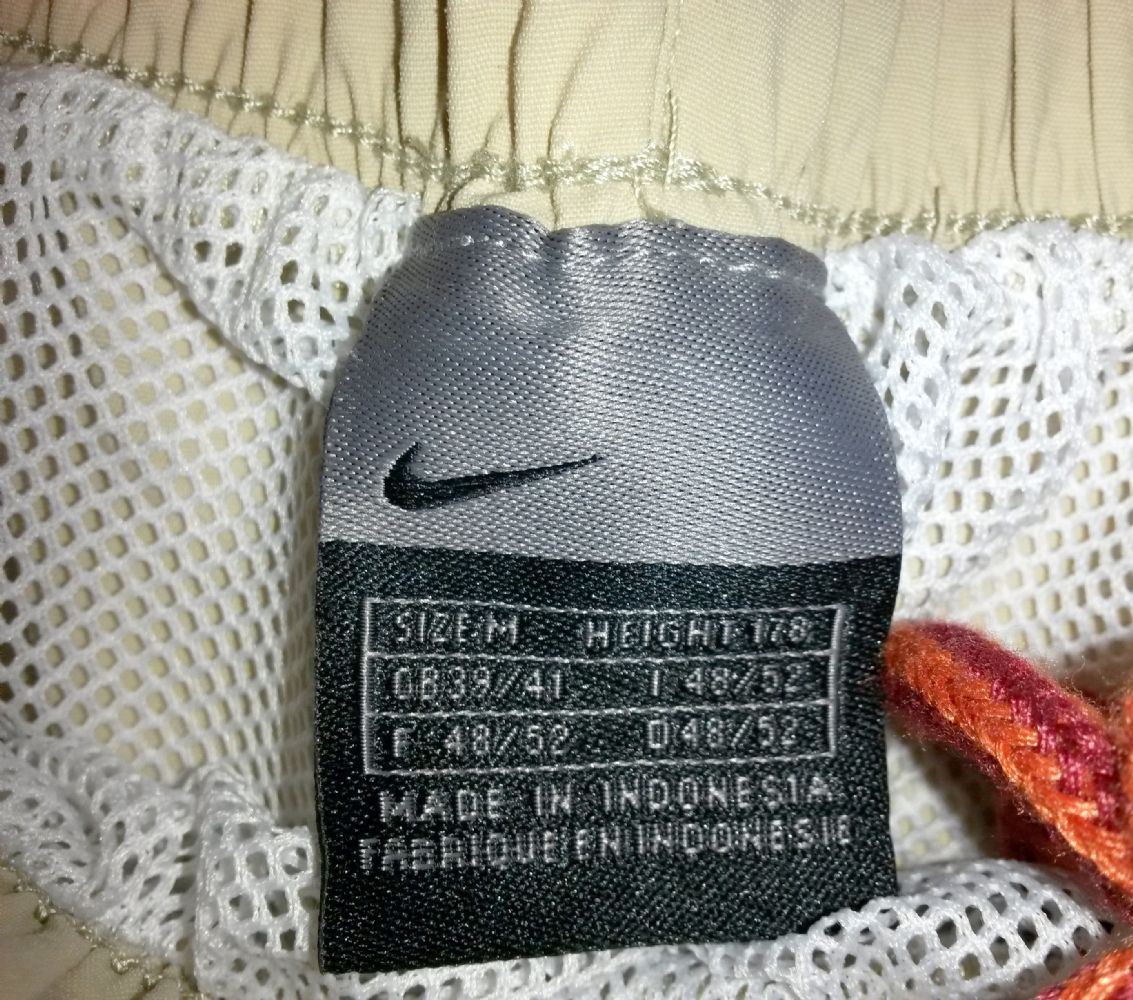 SIZE M HEIGHT 178
GB 39/41 I 48/52
F 48/52 D 48/52
MADE IN INDONESIA
FABRIQUE EN INDONESIE